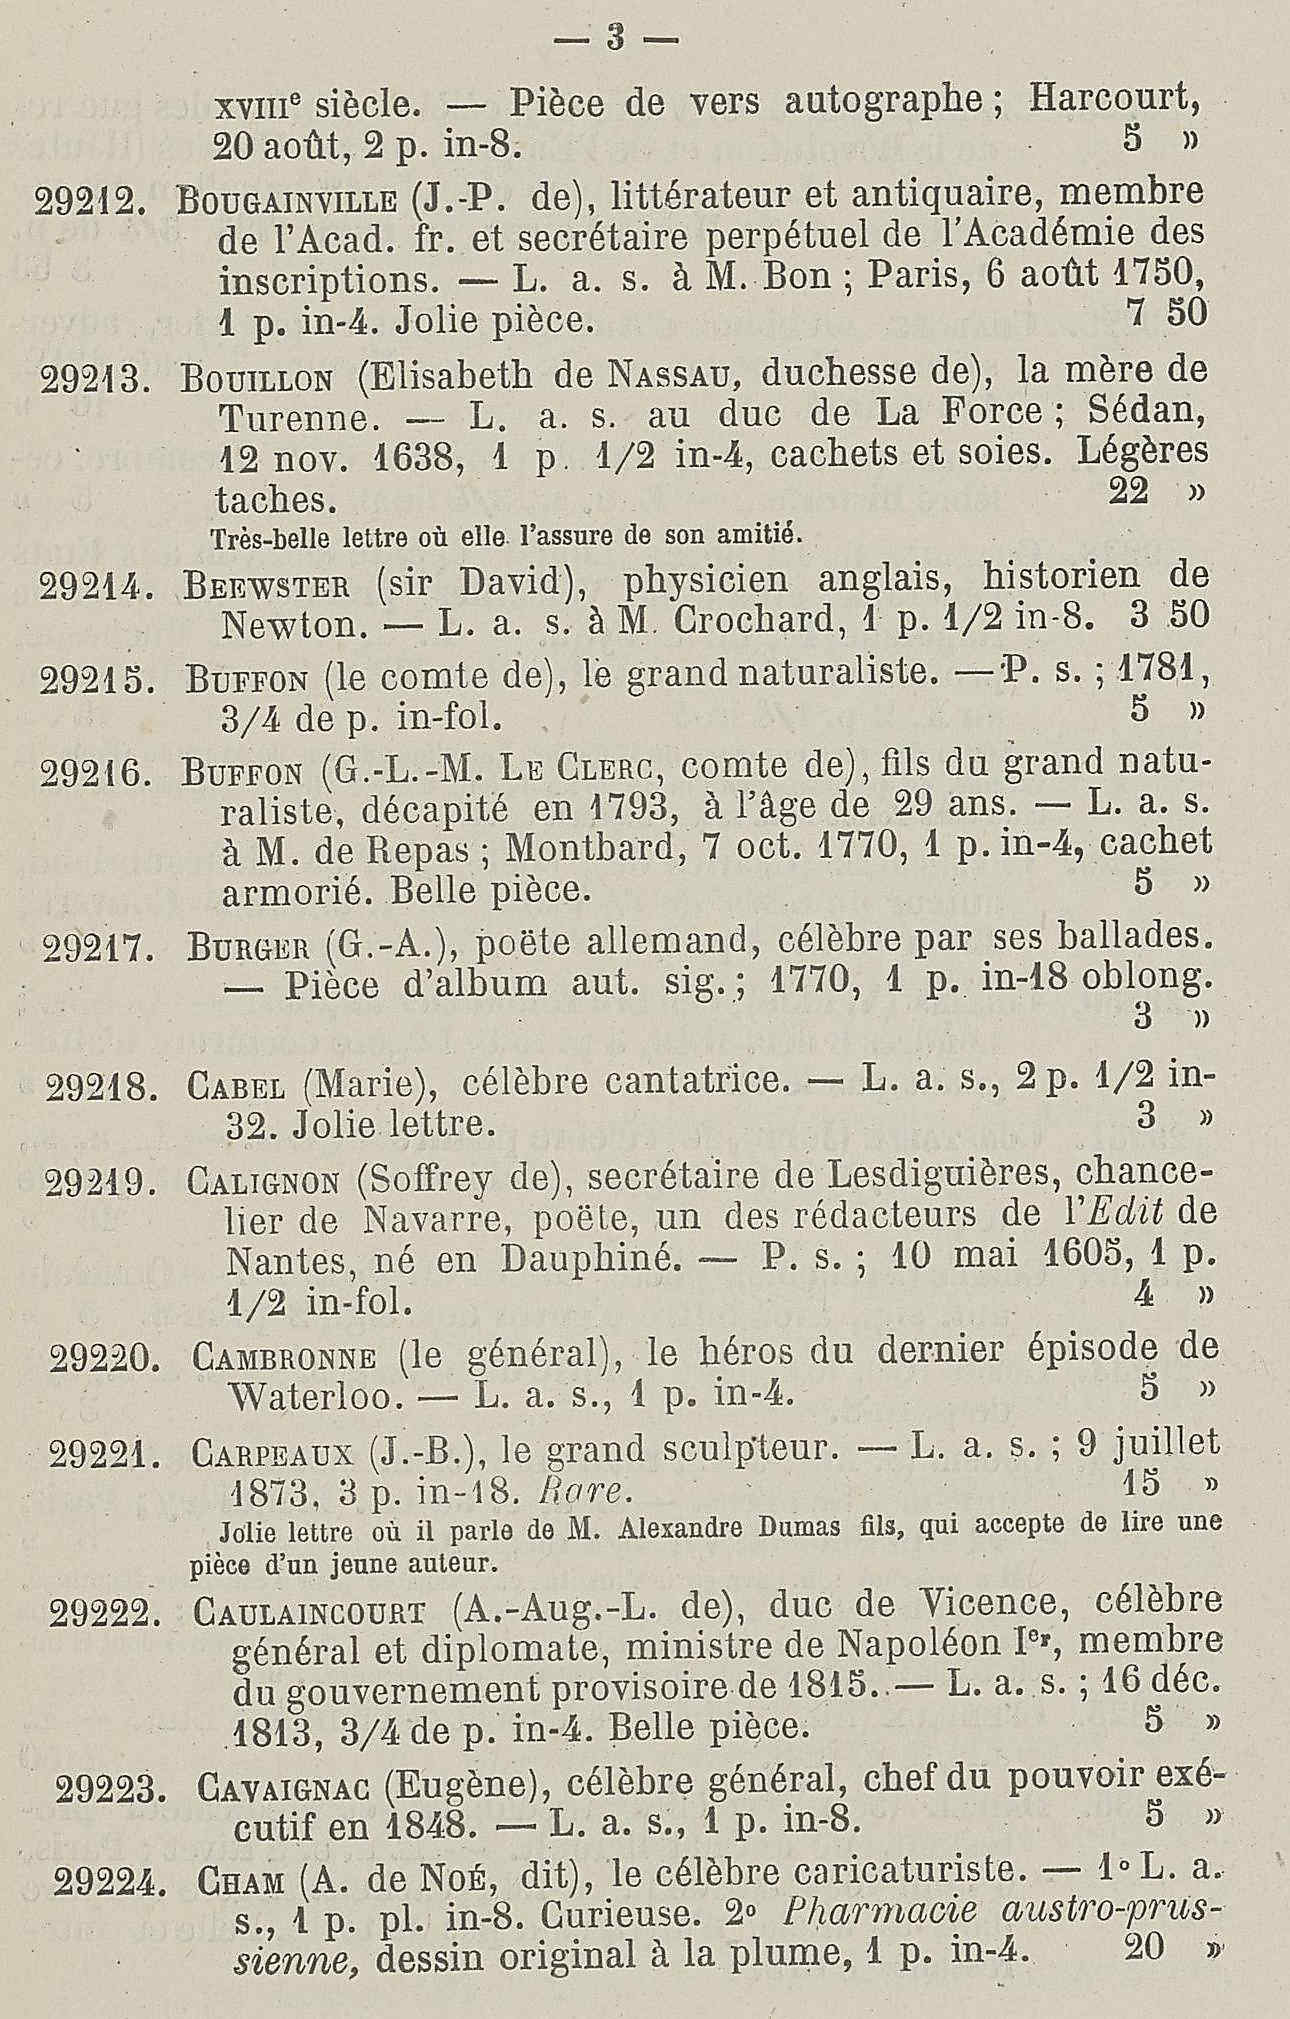 — 3 —
XVIIIe siècle. — Pièce de vers autographe ; Harcourt,
20 août, 2 p. in-8. 5 »
29212. BOUGAINVILLE (J.-P. de), littérateur et antiquaire, membre
de l'Acad. fr. et secrétaire perpétuel de l'Académie des
inscriptions. — L. a. s. à M. Bon ; Paris, 6 août 1750,
1 p. in-4. Jolie pièce. 7 50
29213. BOUILLON (Elisabeth de NASSAU, duchesse de), la mère de
Turenne. — L. a. s. au duc de La Force ; Sédan,
12 nov. 1638, 1 p. 1/2 in-4, cachets et soies. Légères
taches. 22 »
Très-belle lettre où elle l'assure de son amitié.
29214. BEEWSTER (sir David), physicien anglais, historien de
Newton. — L. a. s. à M. Crochard, 1 p. 1/2 in-8. 3 50
29215. BUFFON (le comte de), le grand naturaliste. — P. s. ; 1781,
3/4 de p. in-fol. 5 »
29216. BUFFON (G.-L.-M. LE CLERC, comte de), fils du grand natu-
raliste, décapité en 1793, à l'âge de 29 ans. — L. a. s.
à M. de Repas ; Montbard, 7 oct. 1770, 1 p. in-4, cachet
armorié. Belle pièce. 5 »
29217. BURGER (G.-A.), poëte allemand, célèbre par ses ballades.
— Pièce d'album aut. sig. ; 1770, 1 p. in-18 oblong.
3 »
29218. CABEL (Marie), célèbre cantatrice. — L. a. s., 2 p. 1/2 in-
32. Jolie lettre. 3 »
29219. CALIGNON (Soffrey de), secrétaire de Lesdiguières, chance-
lier de Navarre, poëte, un des rédacteurs de l'Edit de
Nantes, né en Dauphiné. — P. s. ; 10 mai 1605, 1 p.
1/2 in-fol. 4 »
29220. CAMBRONNE (le général), le héros du dernier épisode de
Waterloo. — L. a. s., 1 p. in-4. 5 »
29221. CARPEAUX (J.-B.), le grand sculpteur. — L. a. s. ; 9 juillet
1873, 3 p. in-18. Rare. 15 »
Jolie lettre où il parle de M. Alexandre Dumas fils, qui accepte de lire une
pièce d'un jeune auteur.
29222. CAULAINCOURT (A.-Aug.-L. de), duc de Vicence, célèbre
général et diplomate, ministre de Napoléon Ier, membre
du gouvernement provisoire de 1815. — L. a. s. ; 16 déc.
1813, 3/4 de p. in-4. Belle pièce. 5 »
29223. CAVAIGNAC (Eugène), célèbre général, chef du pouvoir exé-
cutif en 1848. — L. a. s., 1 p. in-8. 5 »
29224. CHAM (A. de NOÉ, dit), le célèbre caricaturiste. — 1o L. a.
s., 1 p. pl. in-8. Curieuse. 2o Pharmacie austro-prus-
sienne, dessin original à la plume, 1 p. in-4. 20 »